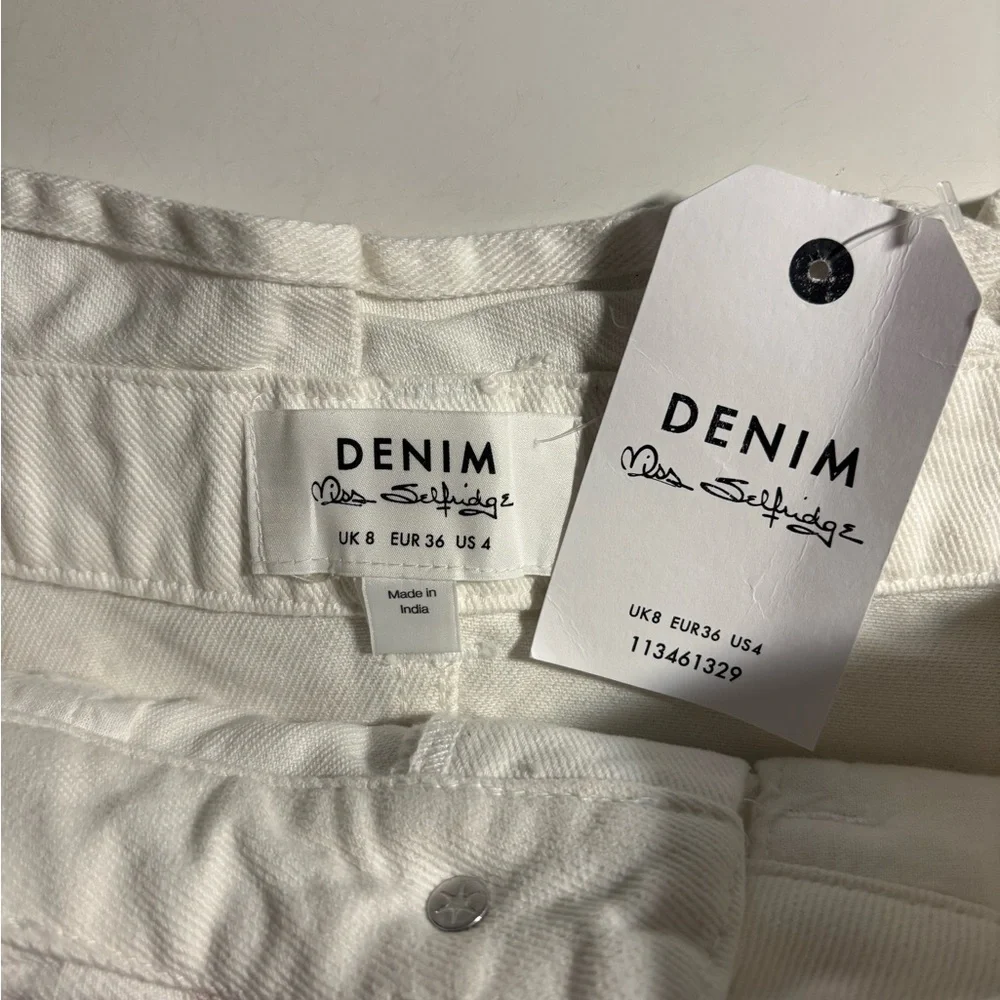 DENIM
Miss Selfridge
UK 8 EUR 36 US 4
Made in
India
DENIM
Miss Selfridge
UK8 EUR36 US4
113461329